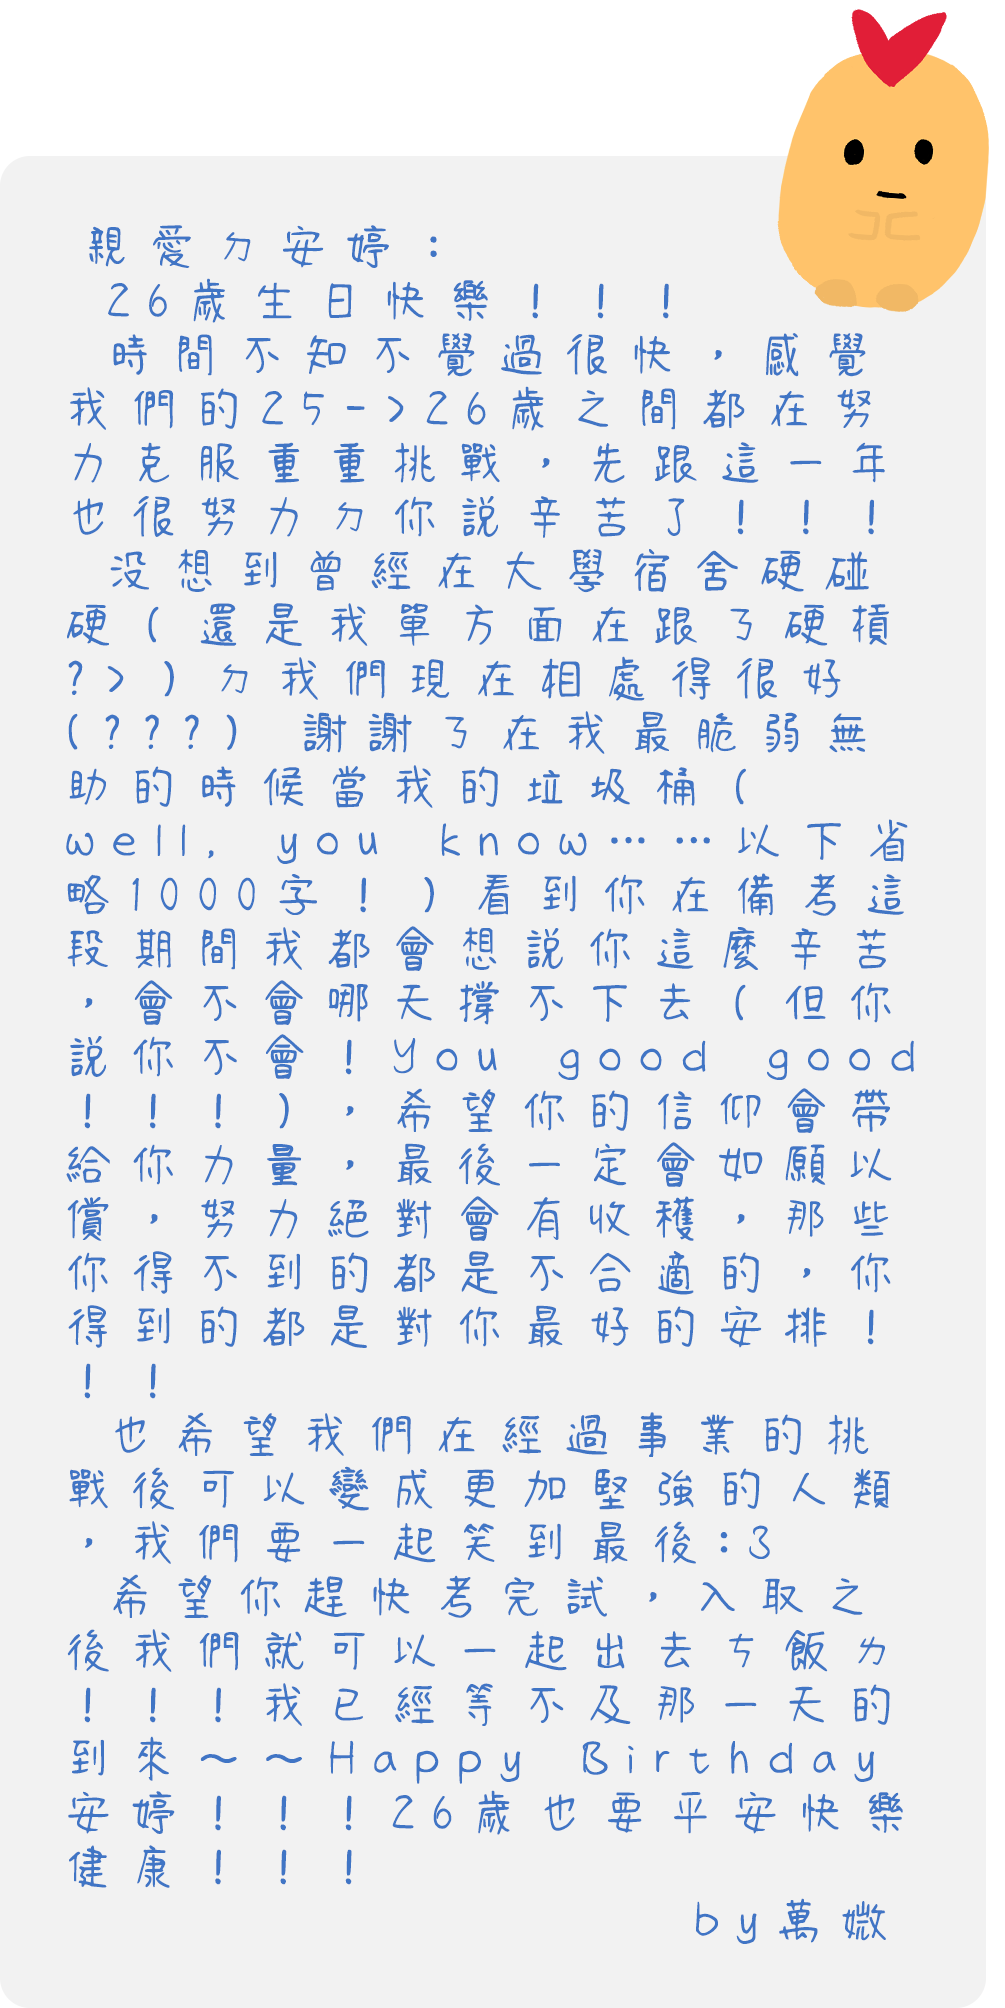 親愛ㄉ安婷：
26歲生日快樂！！！
時間不知不覺過很快，感覺
我們的25->26歲之間都在努
力克服重重挑戰，先跟這一年
也很努力ㄉ你說辛苦了！！！
沒想到曾經在大學宿舍硬碰
硬（還是我單方面在跟ㄋ硬槓
?>）ㄉ我們現在相處得很好
(???) 謝謝ㄋ在我最脆弱無
助的時候當我的垃圾桶（
well, you know……以下省
略1000字！）看到你在備考這
段期間我都會想說你這麼辛苦
，會不會哪天撐不下去（但你
說你不會！You good good
！！！），希望你的信仰會帶
給你力量，最後一定會如願以
償，努力絕對會有收穫，那些
你得不到的都是不合適的，你
得到的都是對你最好的安排！
！！
也希望我們在經過事業的挑
戰後可以變成更加堅強的人類
，我們要一起笑到最後:3
希望你趕快考完試，入取之
後我們就可以一起出去ㄘ飯ㄌ
！！！我已經等不及那一天的
到來～～Happy Birthday
安婷！！！26歲也要平安快樂
健康！！！
by萬媺